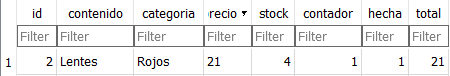 id contenido categoria recio stock contador hecha total
Filter Filter Filter Filter Filter Filter Filter Filter
1 2 Lentes Rojos 21 4 1 1 21